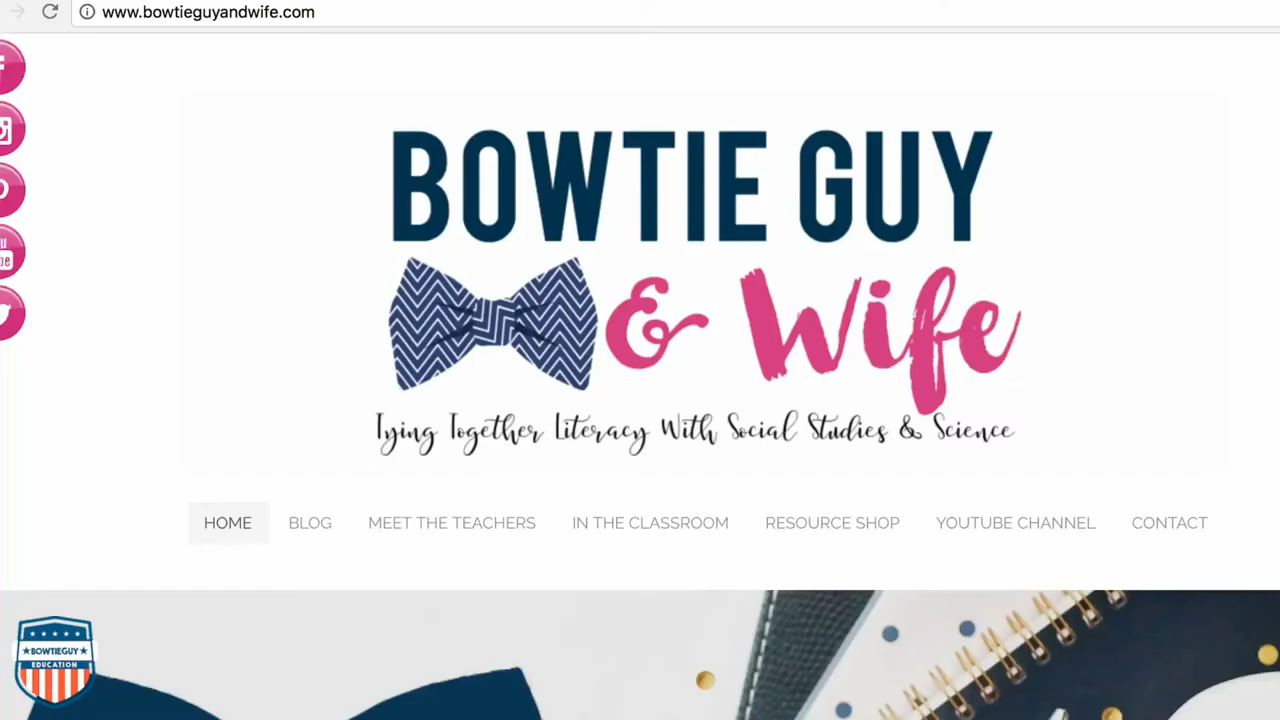 www.bowtieguyandwife.com
BOWTIE GUY
& Wife
Tying Together Literacy With Social Studies & Science
HOME BLOG MEET THE TEACHERS IN THE CLASSROOM RESOURCE SHOP YOUTUBE CHANNEL CONTACT
BOWTIEGUY
EDUCATION